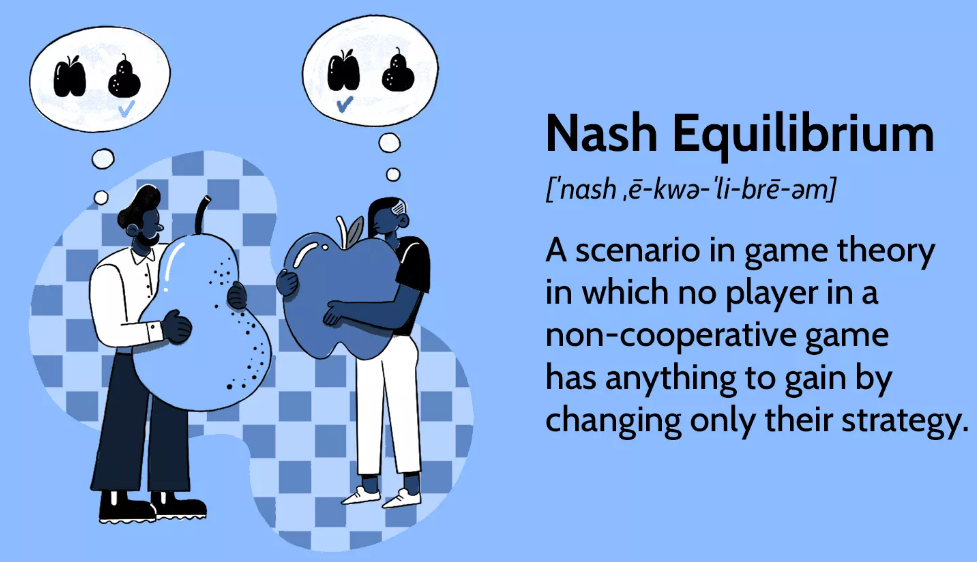 Nash Equilibrium
[ˈnash ˌē-kwə-ˈli-brē-əm]
A scenario in game theory
in which no player in a
non-cooperative game
has anything to gain by
changing only their strategy.